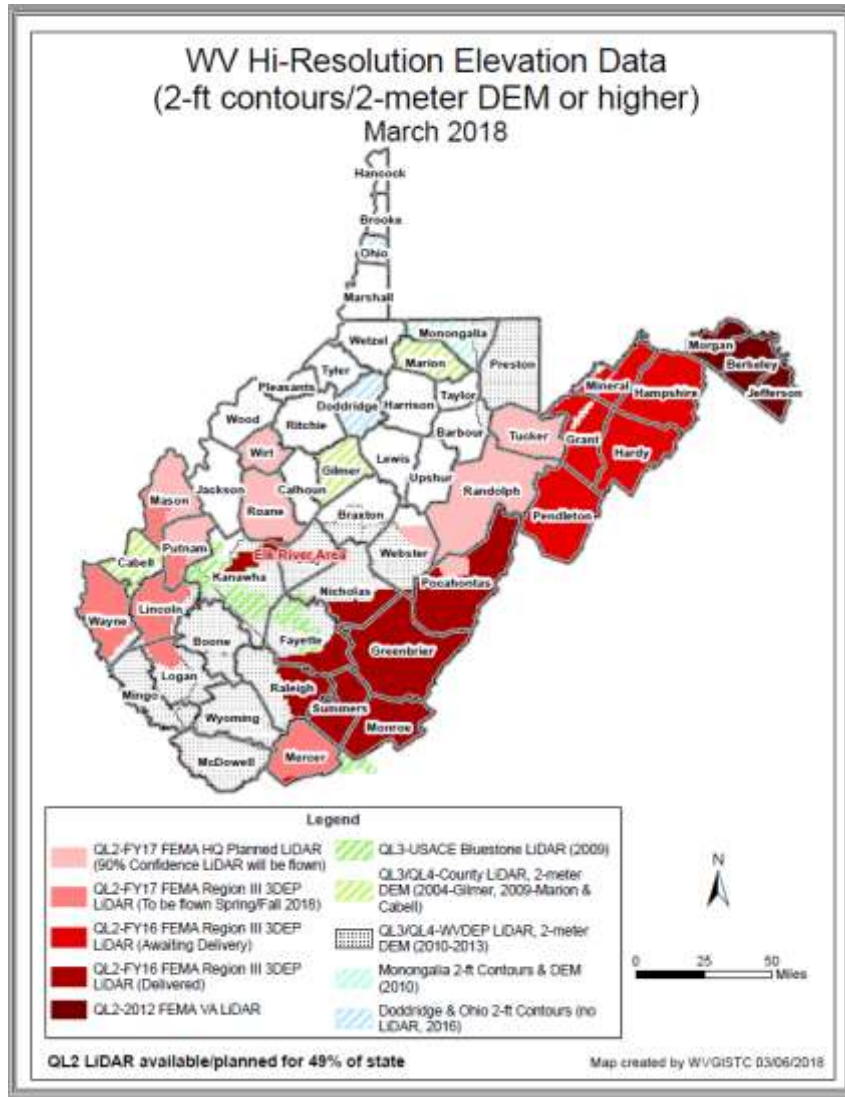 WV Hi-Resolution Elevation Data
(2-ft contours/2-meter DEM or higher)
March 2018
Hancock
Brooke
Ohio
Marshall
Wetzel
Monongalia
Marion
Preston
Morgan
Berkeley
Jefferson
Tyler
Pleasants
Doddridge
Harrison
Taylor
Mineral
Hampshire
Wood
Ritchie
Barbour
Tucker
Grant
Hardy
Wirt
Lewis
Gilmer
Upshur
Randolph
Mason
Jackson
Calhoun
Roane
Braxton
Pendleton
Putnam
Elk River Area
Webster
Cabell
Kanawha
Pocahontas
Nicholas
Wayne
Lincoln
Boone
Fayette
Greenbrier
Logan
Mingo
Raleigh
Summers
Wyoming
Monroe
McDowell
Mercer
Legend
QL2-FY17 FEMA HQ Planned LiDAR
(90% Confidence LiDAR will be flown)
QL2-FY17 FEMA Region III 3DEP
LiDAR (To be flown Spring/Fall 2018)
QL2-FY16 FEMA Region III 3DEP
LiDAR (Awaiting Delivery)
QL2-FY16 FEMA Region III 3DEP
LiDAR (Delivered)
QL2-2012 FEMA VA LiDAR
QL3-USACE Bluestone LiDAR (2009)
QL3/QL4-County LiDAR, 2-meter
DEM (2004-Gilmer, 2009-Marion &
Cabell)
QL3/QL4-WVDEP LiDAR, 2-meter
DEM (2010-2013)
Monongalia 2-ft Contours & DEM
(2010)
Doddridge & Ohio 2-ft Contours (no
LiDAR, 2016)
N
0 25 50
Miles
QL2 LiDAR available/planned for 49% of state
Map created by WVGISTC 03/06/2018